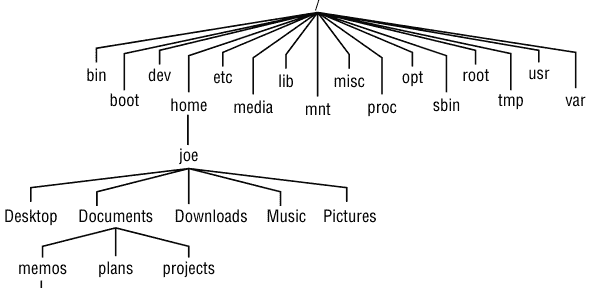 /
bin dev etc lib misc opt root usr
boot home media mnt proc sbin tmp var
joe
Desktop Documents Downloads Music Pictures
memos plans projects